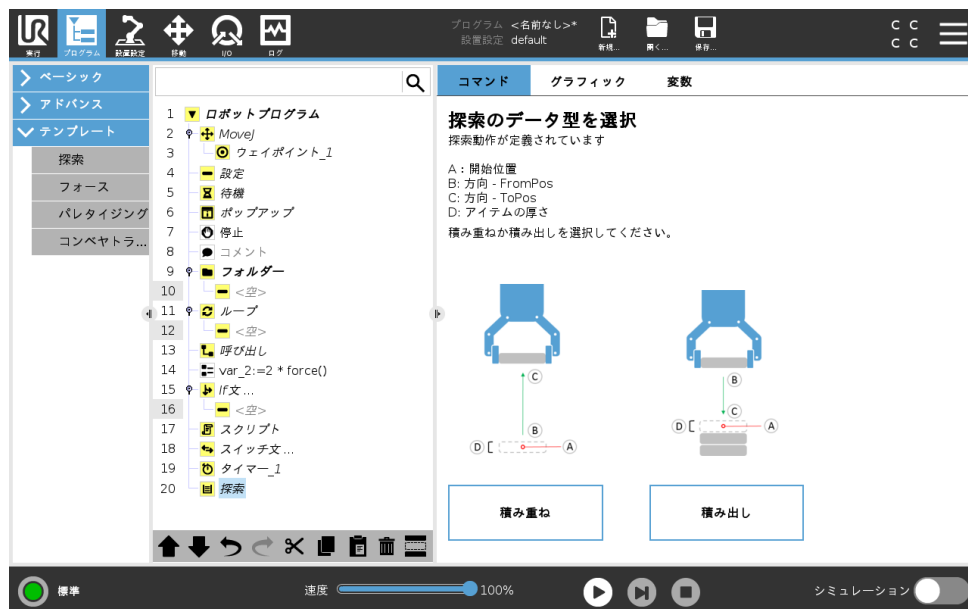 プログラム <名前なし>*
設置設定 default
C C
C C
実行 プログラム 設置設定 移動 I/O ログ 新規... 開く... 保存...
ベーシック
アドバンス
テンプレート
探索
フォース
パレタイジング
コンベヤトラ...
1 ロボットプログラム
2 MoveJ
3 ウェイポイント_1
4 設定
5 待機
6 ポップアップ
7 停止
8 コメント
9 フォルダー
10 <空>
11 ループ
12 <空>
13 呼び出し
14 var_2:=2 * force()
15 If文 ...
16 <空>
17 スクリプト
18 スイッチ文 ...
19 タイマー_1
20 探索
コマンド グラフィック 変数
探索のデータ型を選択
探索動作が定義されています
A : 開始位置
B: 方向 - FromPos
C: 方向 - ToPos
D: アイテムの厚さ
積み重ねか積み出しを選択してください。
C
B
D
A
B
C
D
A
積み重ね 積み出し
標準 速度 100% シミュレーション